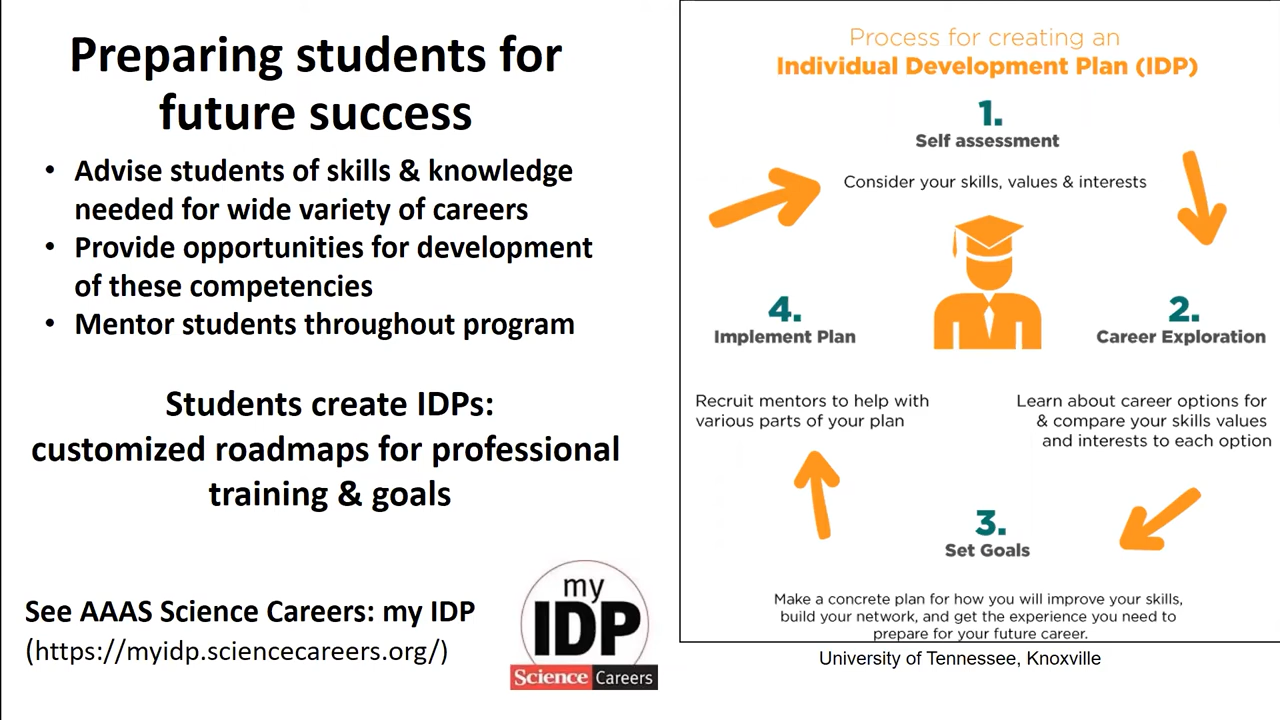 Preparing students for
future success
• Advise students of skills & knowledge
needed for wide variety of careers
• Provide opportunities for development
of these competencies
• Mentor students throughout program
Students create IDPs:
customized roadmaps for professional
training & goals
See AAAS Science Careers: my IDP
(https://myidp.sciencecareers.org/)
my
IDP
Science Careers
Process for creating an
Individual Development Plan (IDP)
1.
Self assessment
Consider your skills, values & interests
2.
Career Exploration
Learn about career options for
& compare your skills values
and interests to each option
3.
Set Goals
Make a concrete plan for how you will improve your skills,
build your network, and get the experience you need to
prepare for your future career.
4.
Implement Plan
Recruit mentors to help with
various parts of your plan
University of Tennessee, Knoxville